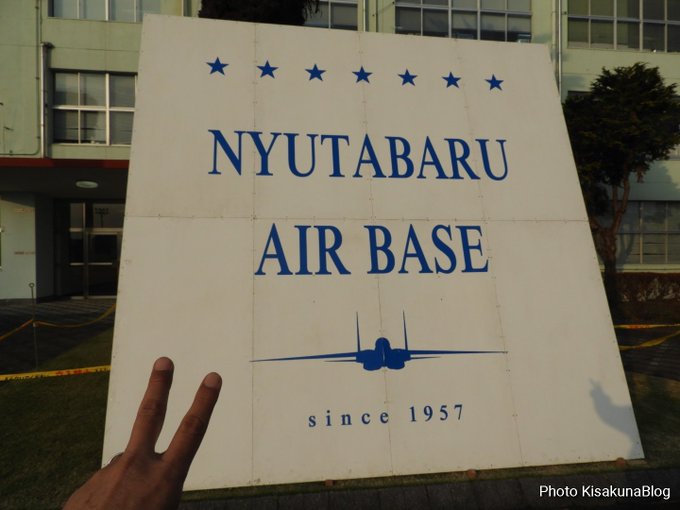 NYUTABARU
AIR BASE
since 1957
Photo KisakunaBlog